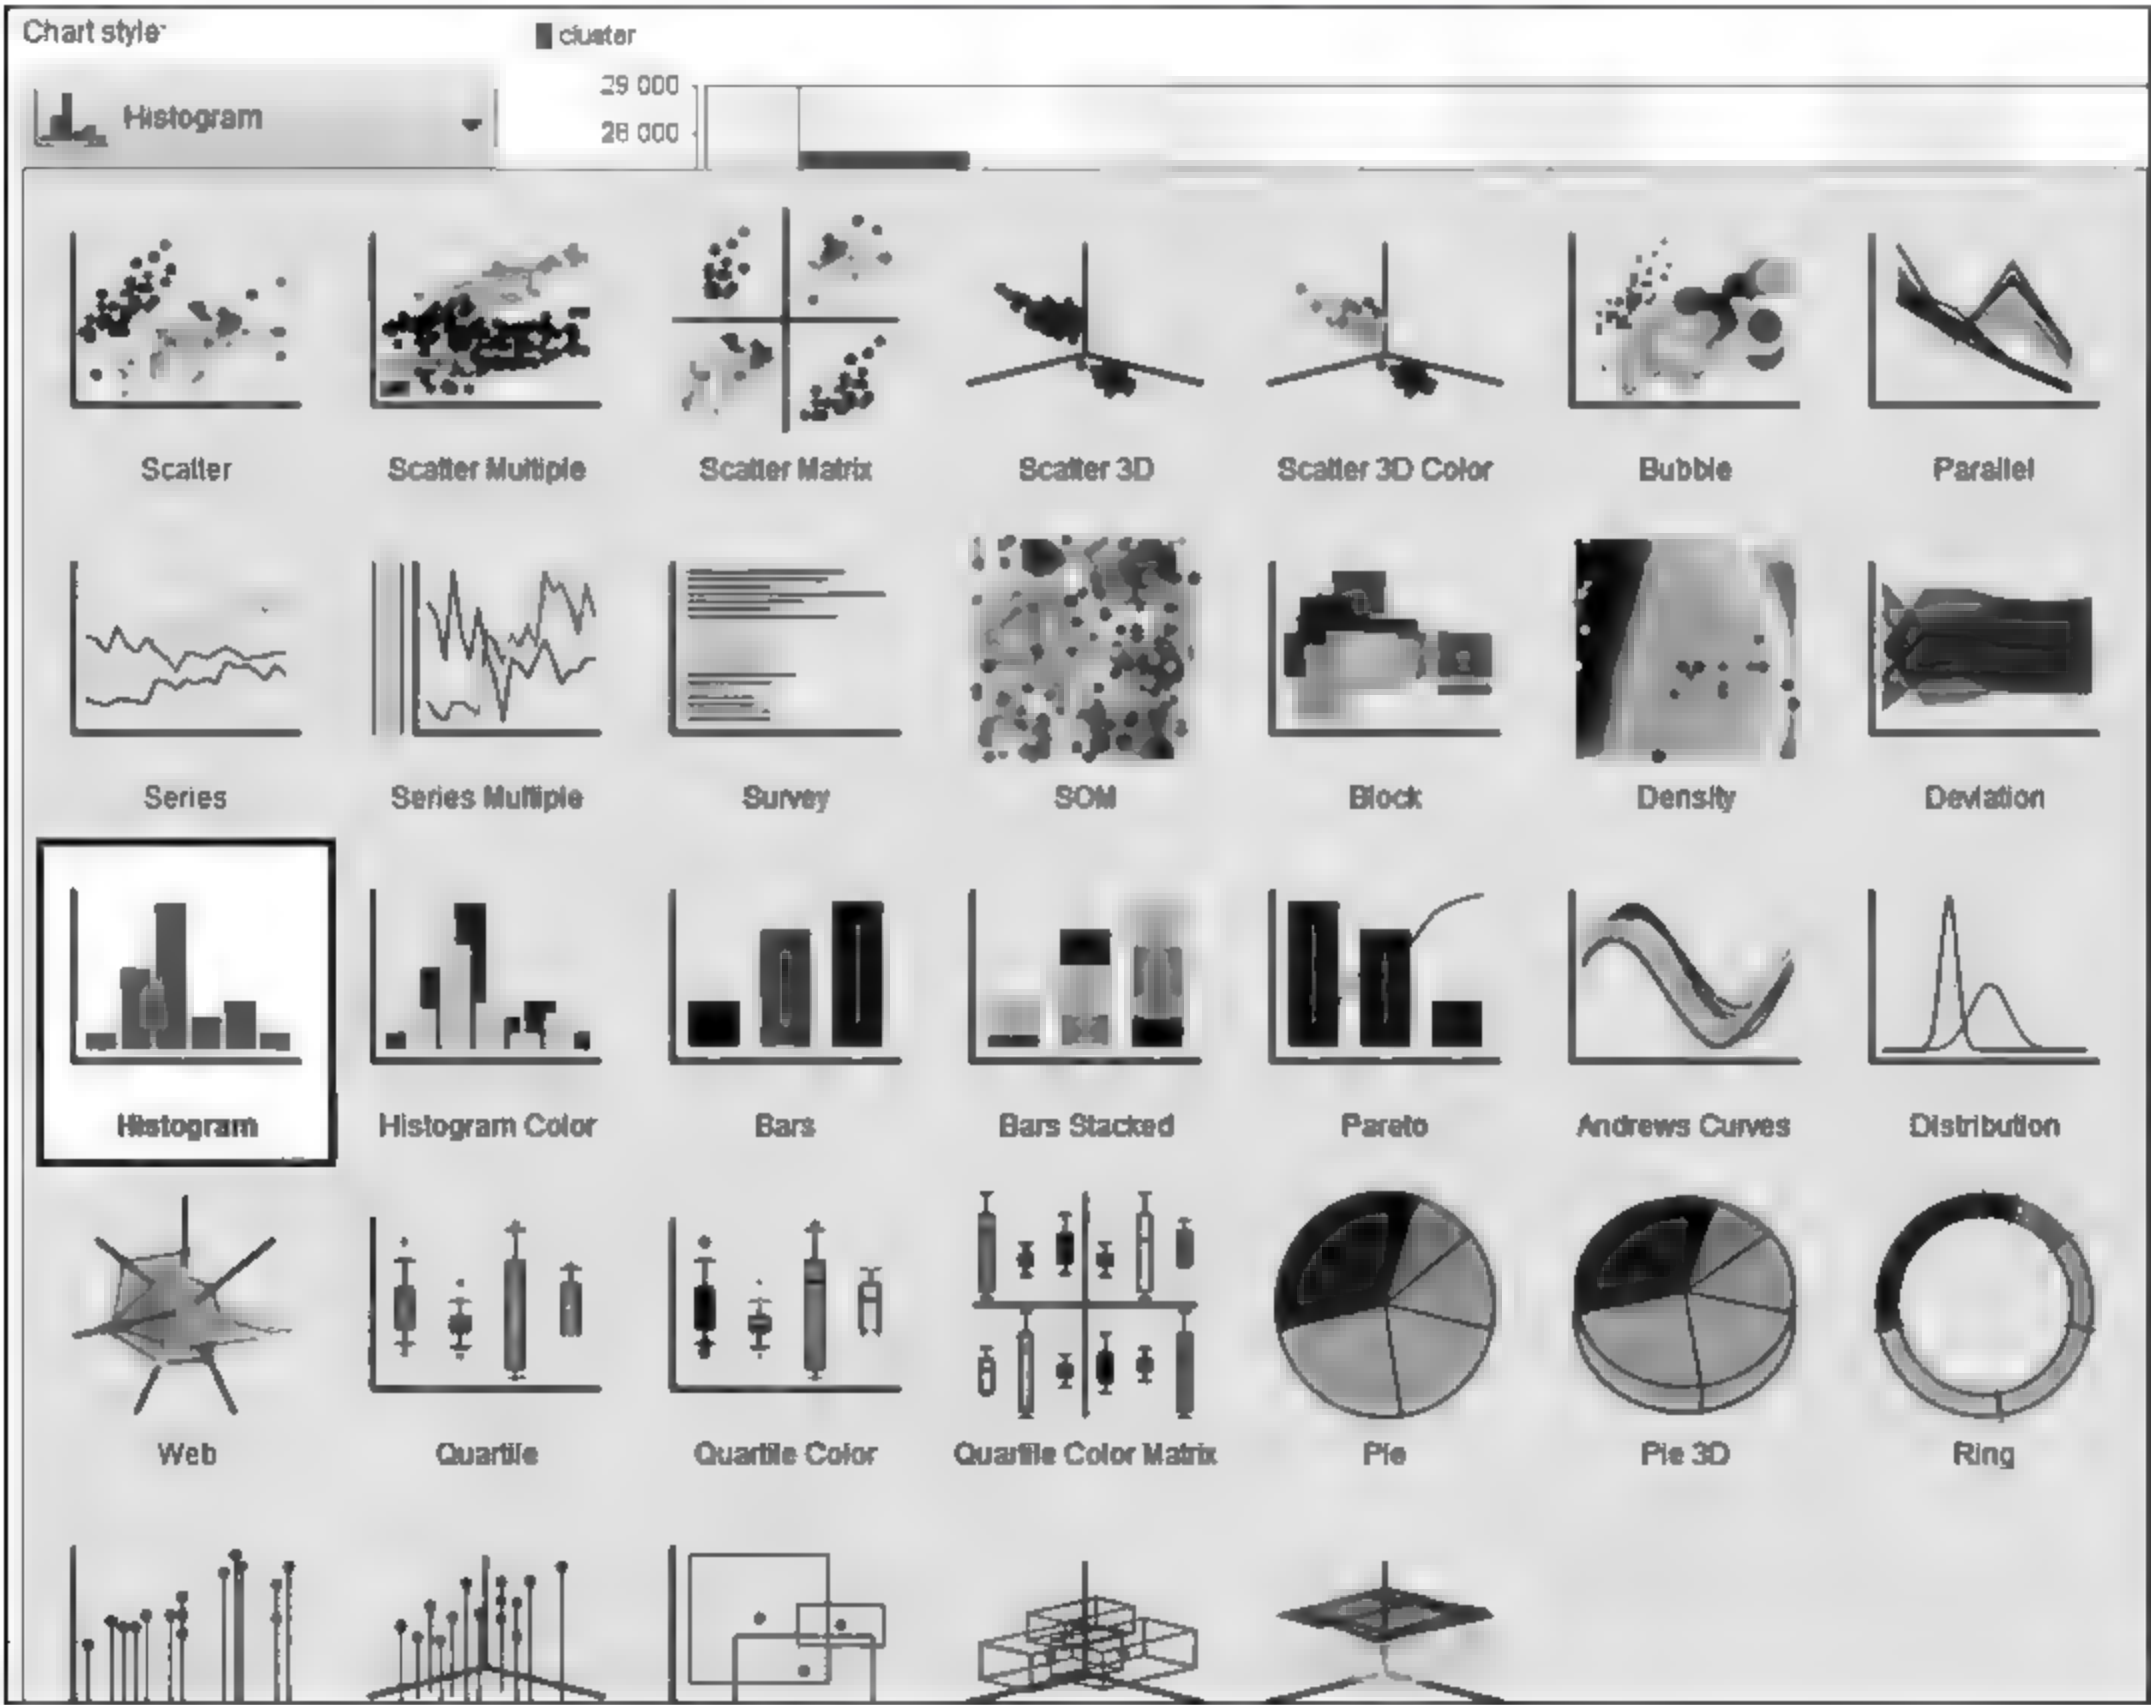 Chart style:
cluster
Histogram
29 000
28 000
Scatter Scatter Multiple Scatter Matrix Scatter 3D Scatter 3D Color Bubble Parallel
Series Series Multiple Survey SOM Block Density Deviation
Histogram Histogram Color Bars Bars Stacked Pareto Andrews Curves Distribution
Web Quartile Quartile Color Quartile Color Matrix Pie Pie 3D Ring